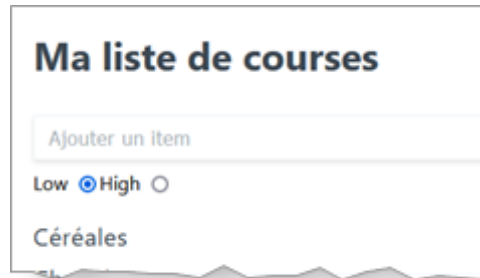 Ma liste de courses
Ajouter un item
Low High
Céréales